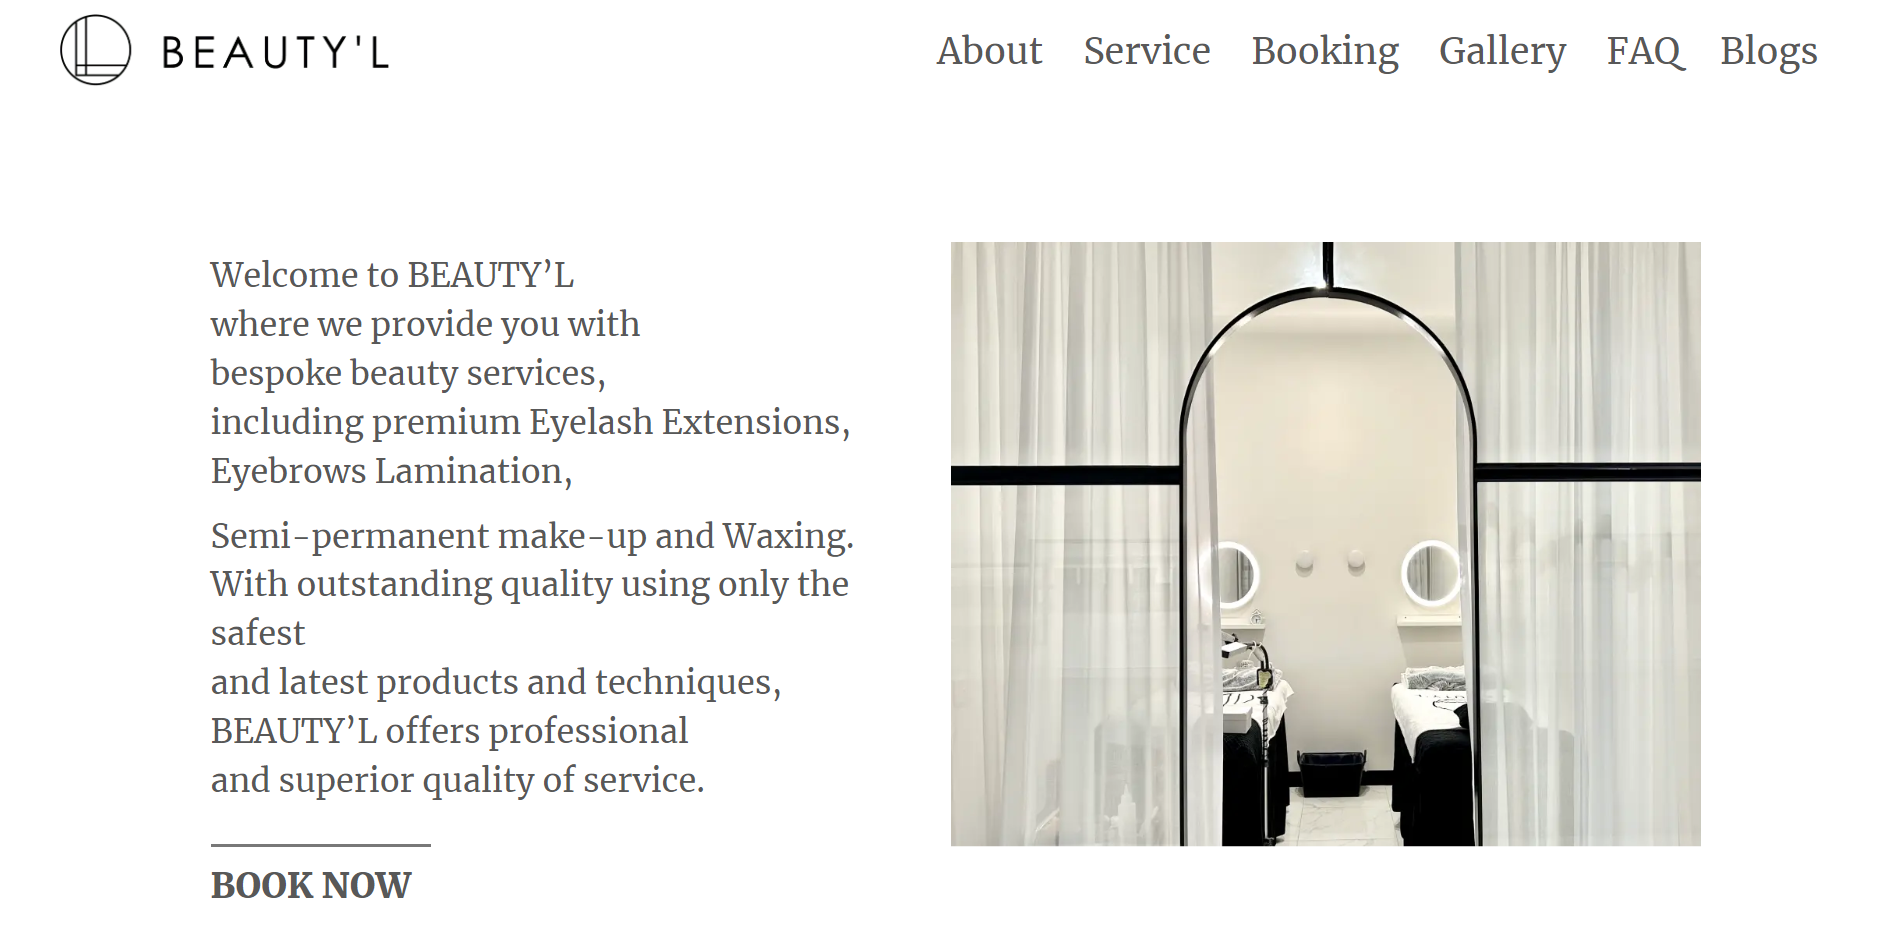 BEAUTY'L
About Service Booking Gallery FAQ Blogs
Welcome to BEAUTY’L
where we provide you with
bespoke beauty services,
including premium Eyelash Extensions,
Eyebrows Lamination,
Semi-permanent make-up and Waxing.
With outstanding quality using only the
safest
and latest products and techniques,
BEAUTY’L offers professional
and superior quality of service.
BOOK NOW